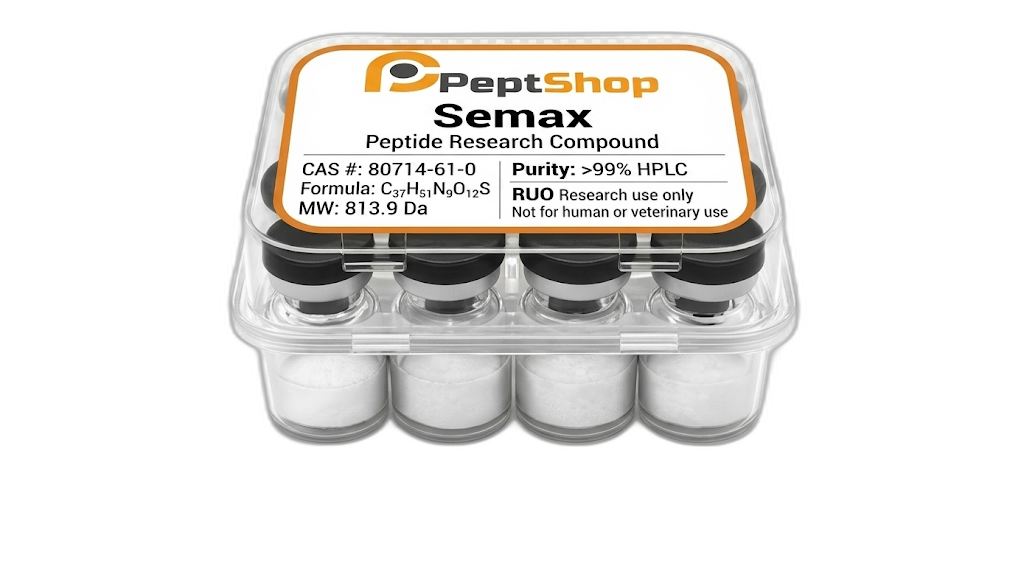 PeptShop
Semax
Peptide Research Compound
CAS #: 80714-61-0
Formula: C₃₇H₅₁N₉O₁₂S
MW: 813.9 Da
Purity: >99% HPLC
RUO Research use only
Not for human or veterinary use